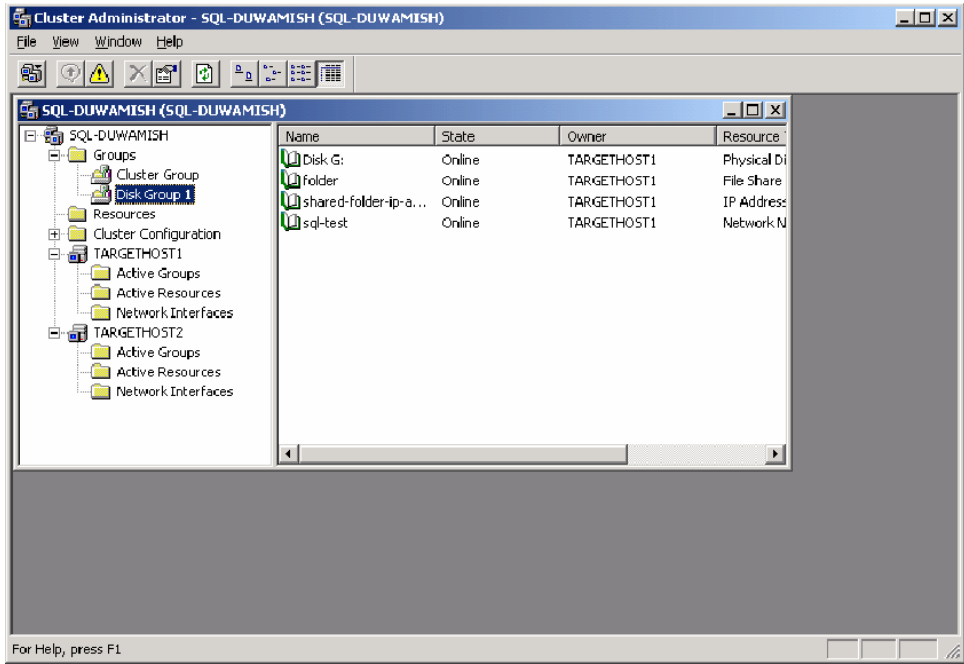 Cluster Administrator - SQL-DUWAMISH (SQL-DUWAMISH)
File View Window Help
SQL-DUWAMISH (SQL-DUWAMISH)
SQL-DUWAMISH
Groups
Cluster Group
Disk Group 1
Resources
Cluster Configuration
TARGETHOST1
Active Groups
Active Resources
Network Interfaces
TARGETHOST2
Active Groups
Active Resources
Network Interfaces
Name State Owner Resource
Disk G: Online TARGETHOST1 Physical Di
folder Online TARGETHOST1 File Share
shared-folder-ip-a... Online TARGETHOST1 IP Address
sql-test Online TARGETHOST1 Network N
For Help, press F1